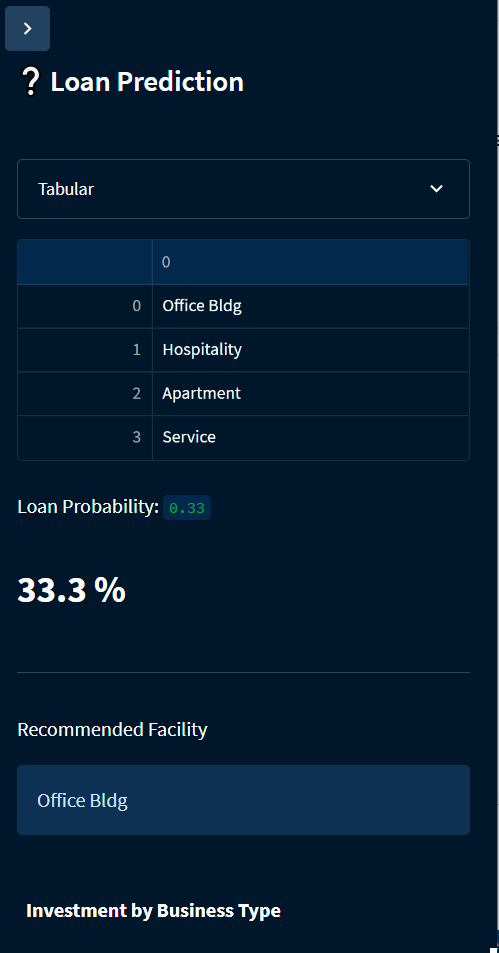 ❔ Loan Prediction
Tabular
0
0 Office Bldg
1 Hospitality
2 Apartment
3 Service
Loan Probability: 0.33
33.3 %
Recommended Facility
Office Bldg
Investment by Business Type